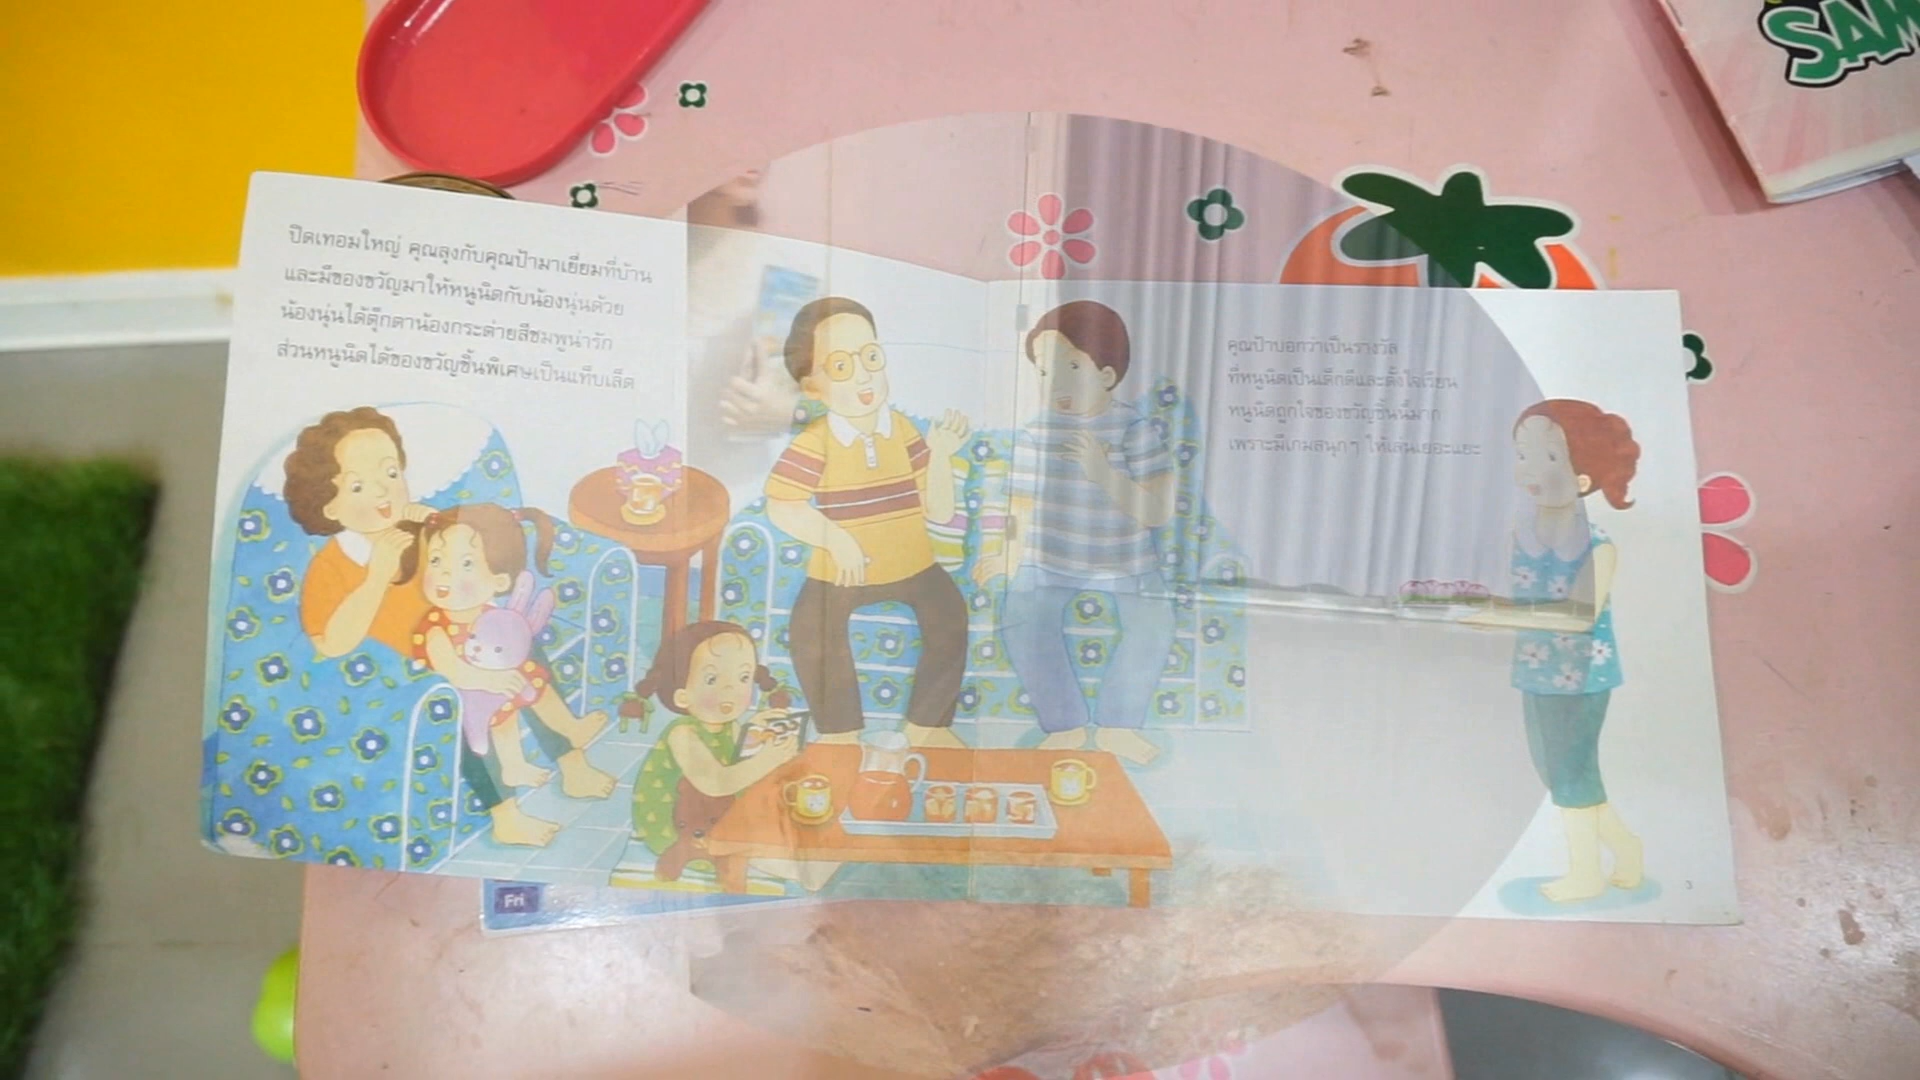 ปิดเทอมใหญ่ คุณลุงกับคุณป้ามาเยี่ยมที่บ้าน
และมีของขวัญมาให้หนูนิดกับน้องนุ่นด้วย
น้องนุ่นได้ตุ๊กตาน้องกระต่ายสีชมพูน่ารัก
ส่วนหนูนิดได้ของขวัญชิ้นพิเศษเป็นแท็บเล็ต
คุณป้าบอกว่าเป็นรางวัล
ที่หนูนิดเป็นเด็กดีและตั้งใจเรียน
หนูนิดถูกใจของขวัญชิ้นนี้มาก
เพราะมีเกมสนุกๆ ให้เล่นเยอะแยะ
3
Fri
SAM